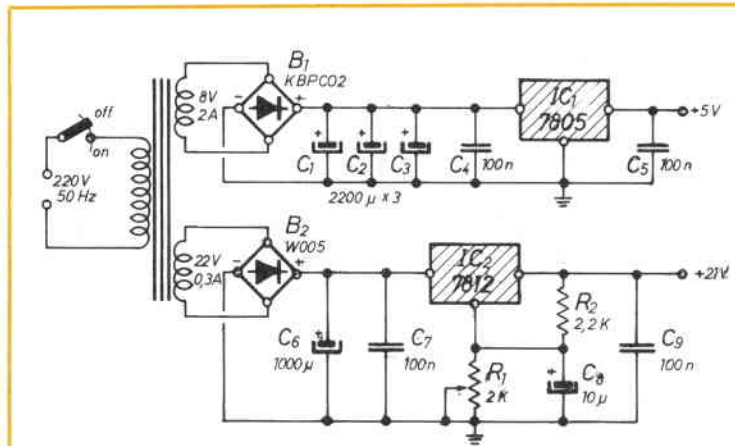 off
on
220V
50 Hz
8V
2A
B1
KBPC02
- +
+ C1
+ C2
+ C3
2200 µ x 3
C4
100n
IC1
7805
C5
100n
+5V
22V
0,3A
B2
W005
- +
+
C6
1000µ
C7
100n
IC2
7812
R1
2K
R2
2,2K
+
C8
10µ
C9
100n
+21V